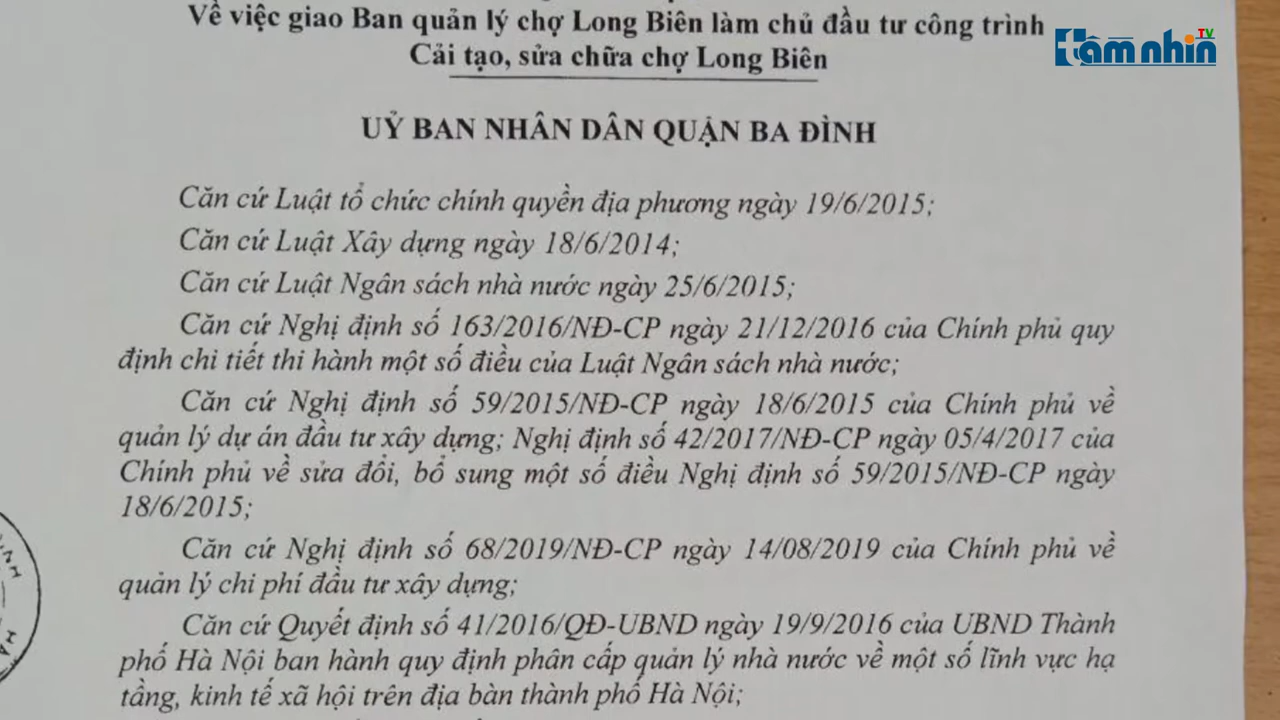 Về việc giao Ban quản lý chợ Long Biên làm chủ đầu tư công trình
Cải tạo, sửa chữa chợ Long Biên
tầm nhìn TV
UỶ BAN NHÂN DÂN QUẬN BA ĐÌNH
Căn cứ Luật tổ chức chính quyền địa phương ngày 19/6/2015;
Căn cứ Luật Xây dựng ngày 18/6/2014;
Căn cứ Luật Ngân sách nhà nước ngày 25/6/2015;
Căn cứ Nghị định số 163/2016/NĐ-CP ngày 21/12/2016 của Chính phủ quy
định chi tiết thi hành một số điều của Luật Ngân sách nhà nước;
Căn cứ Nghị định số 59/2015/NĐ-CP ngày 18/6/2015 của Chính phủ về
quản lý dự án đầu tư xây dựng; Nghị định số 42/2017/NĐ-CP ngày 05/4/2017 của
Chính phủ về sửa đổi, bổ sung một số điều Nghị định số 59/2015/NĐ-CP ngày
18/6/2015;
Căn cứ Nghị định số 68/2019/NĐ-CP ngày 14/08/2019 của Chính phủ về
quản lý chi phí đầu tư xây dựng;
Căn cứ Quyết định số 41/2016/QĐ-UBND ngày 19/9/2016 của UBND Thành
phố Hà Nội ban hành quy định phân cấp quản lý nhà nước về một số lĩnh vực hạ
tầng, kinh tế xã hội trên địa bàn thành phố Hà Nội;